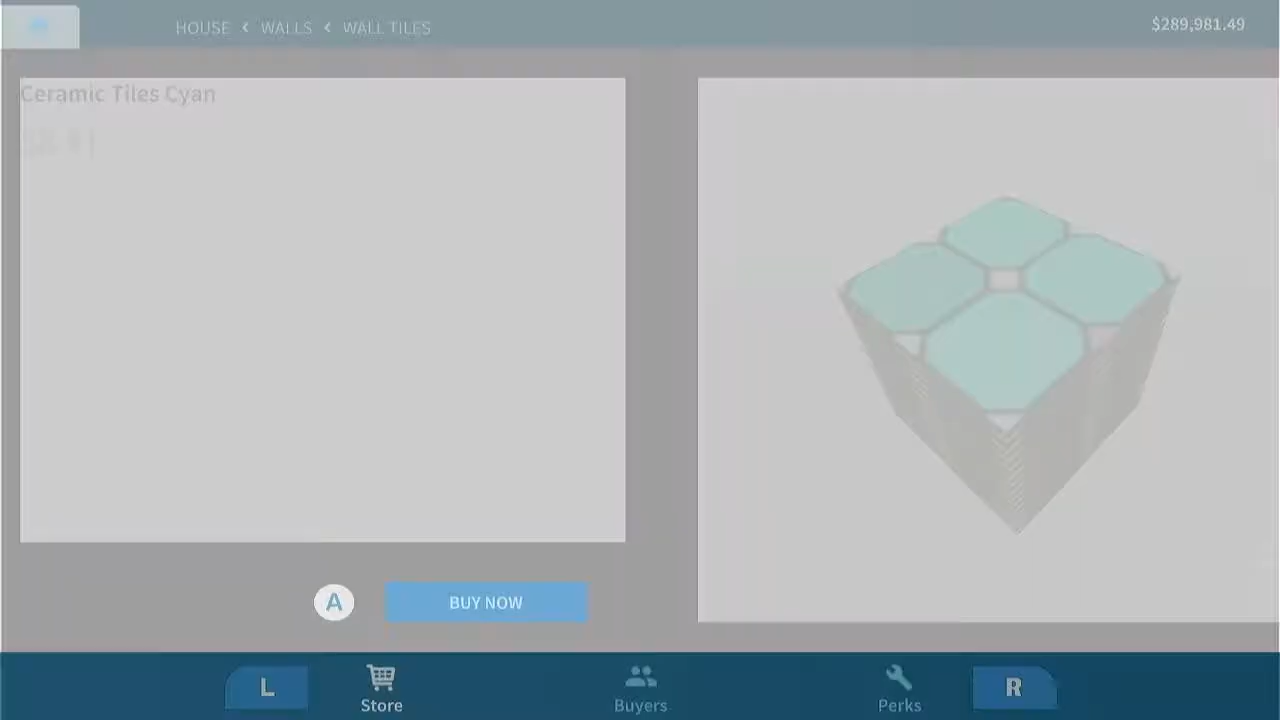 HOUSE < WALLS < WALL TILES
$289,981.49
Ceramic Tiles Cyan
A BUY NOW
L Store Buyers Perks R